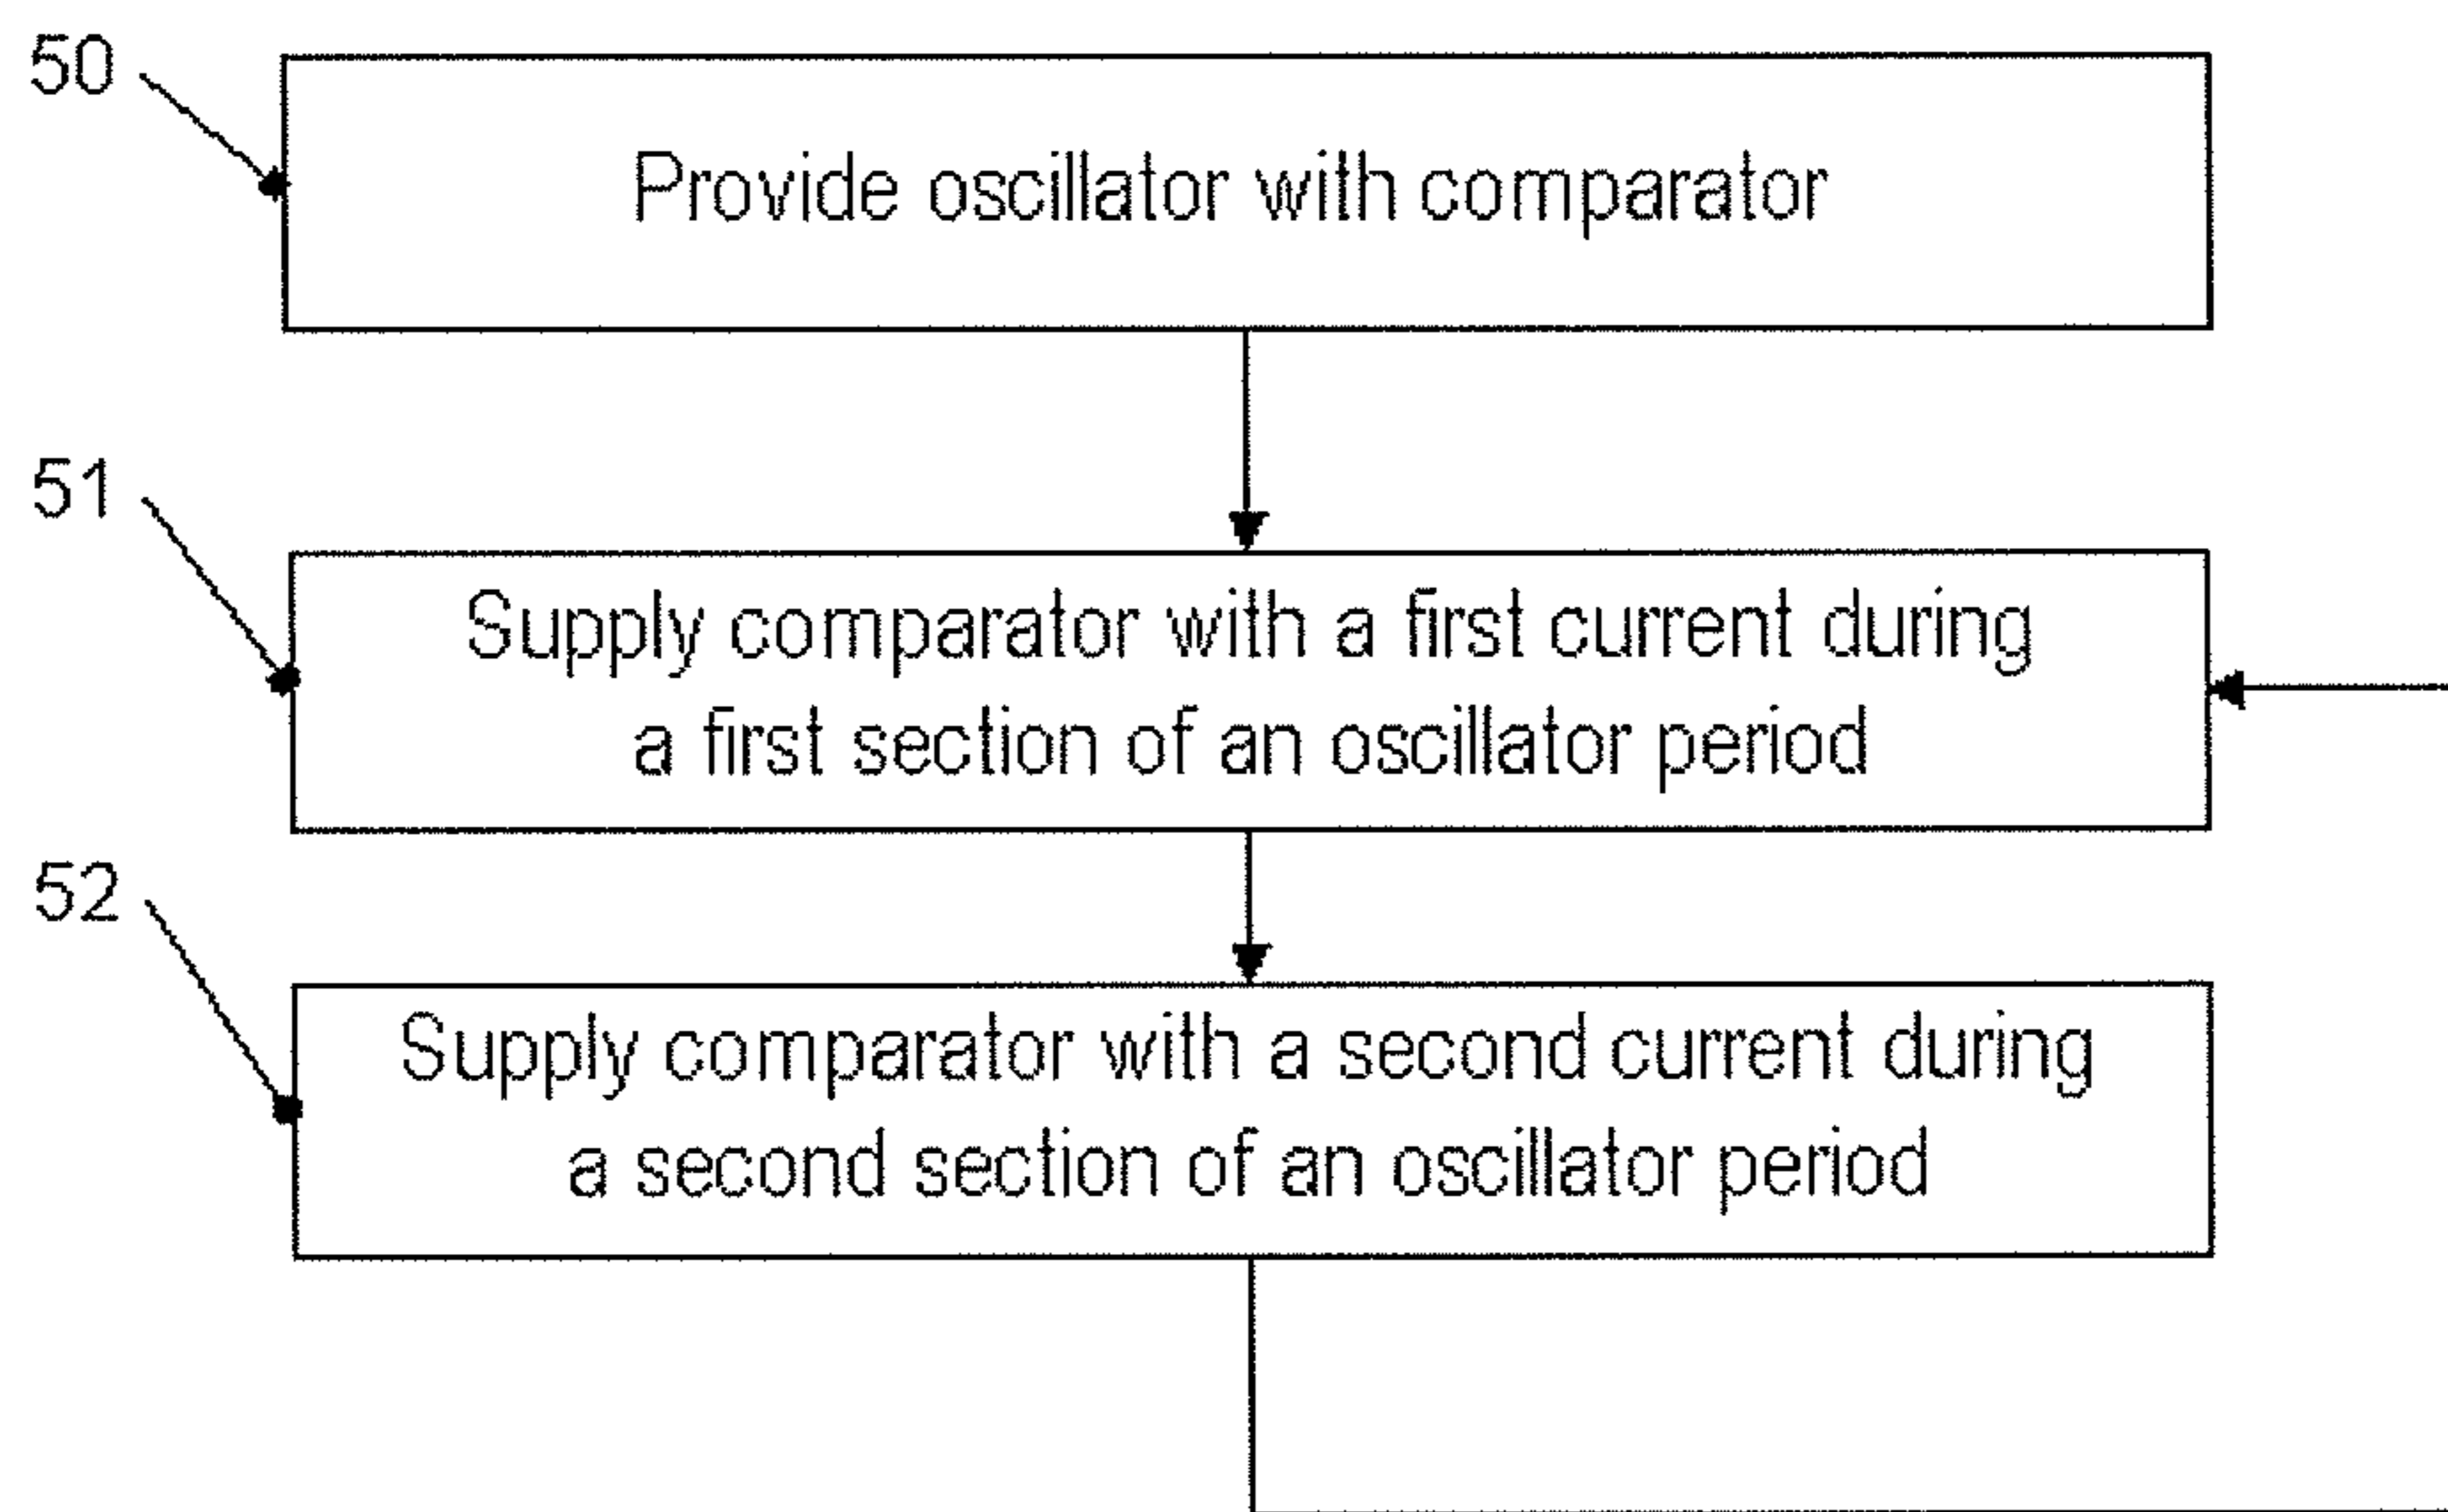 50
Provide oscillator with comparator
51
Supply comparator with a first current during
a first section of an oscillator period
52
Supply comparator with a second current during
a second section of an oscillator period